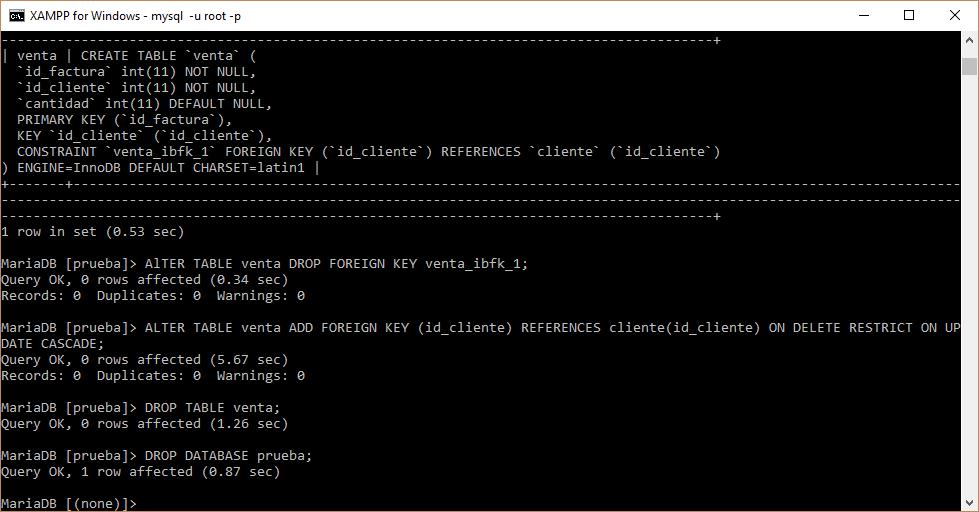 XAMPP for Windows - mysql  -u root -p
-----------------------------------------------------------------------------------------+
| venta | CREATE TABLE `venta` (
  `id_factura` int(11) NOT NULL,
  `id_cliente` int(11) NOT NULL,
  `cantidad` int(11) DEFAULT NULL,
  PRIMARY KEY (`id_factura`),
  KEY `id_cliente` (`id_cliente`),
  CONSTRAINT `venta_ibfk_1` FOREIGN KEY (`id_cliente`) REFERENCES `cliente` (`id_cliente`)
) ENGINE=InnoDB DEFAULT CHARSET=latin1 |
+-------+---------------------------------------------------------------------------------------------------------------
------------------------------------------------------------------------------------------------------------------------
-----------------------------------------------------------------------------------------+
1 row in set (0.53 sec)
MariaDB [prueba]> AlTER TABLE venta DROP FOREIGN KEY venta_ibfk_1;
Query OK, 0 rows affected (0.34 sec)
Records: 0  Duplicates: 0  Warnings: 0
MariaDB [prueba]> ALTER TABLE venta ADD FOREIGN KEY (id_cliente) REFERENCES cliente(id_cliente) ON DELETE RESTRICT ON UP
DATE CASCADE;
Query OK, 0 rows affected (5.67 sec)
Records: 0  Duplicates: 0  Warnings: 0
MariaDB [prueba]> DROP TABLE venta;
Query OK, 0 rows affected (1.26 sec)
MariaDB [prueba]> DROP DATABASE prueba;
Query OK, 1 row affected (0.87 sec)
MariaDB [(none)]>